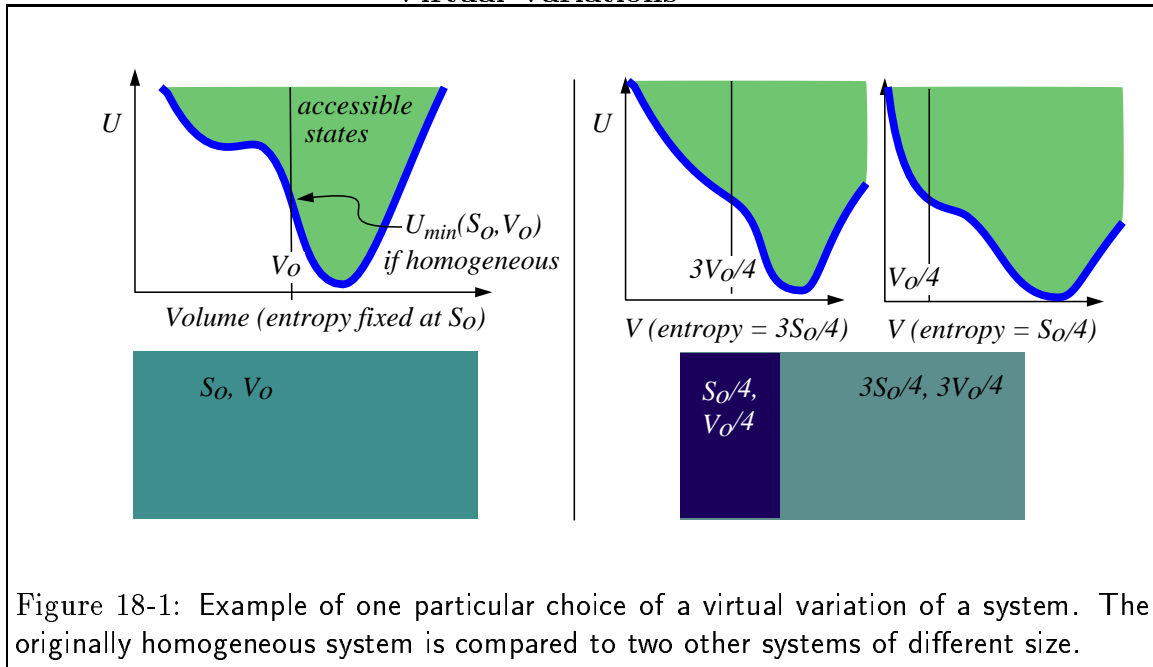 Virtual Variations
U
accessible
states
U_min(S_O,V_O)
if homogeneous
V_O
Volume (entropy fixed at S_O)
U
3V_O/4
V (entropy = 3S_O/4)
V_O/4
V (entropy = S_O/4)
S_O, V_O
S_O/4,
V_O/4
3S_O/4, 3V_O/4
Figure 18-1: Example of one particular choice of a virtual variation of a system. The
originally homogeneous system is compared to two other systems of different size.